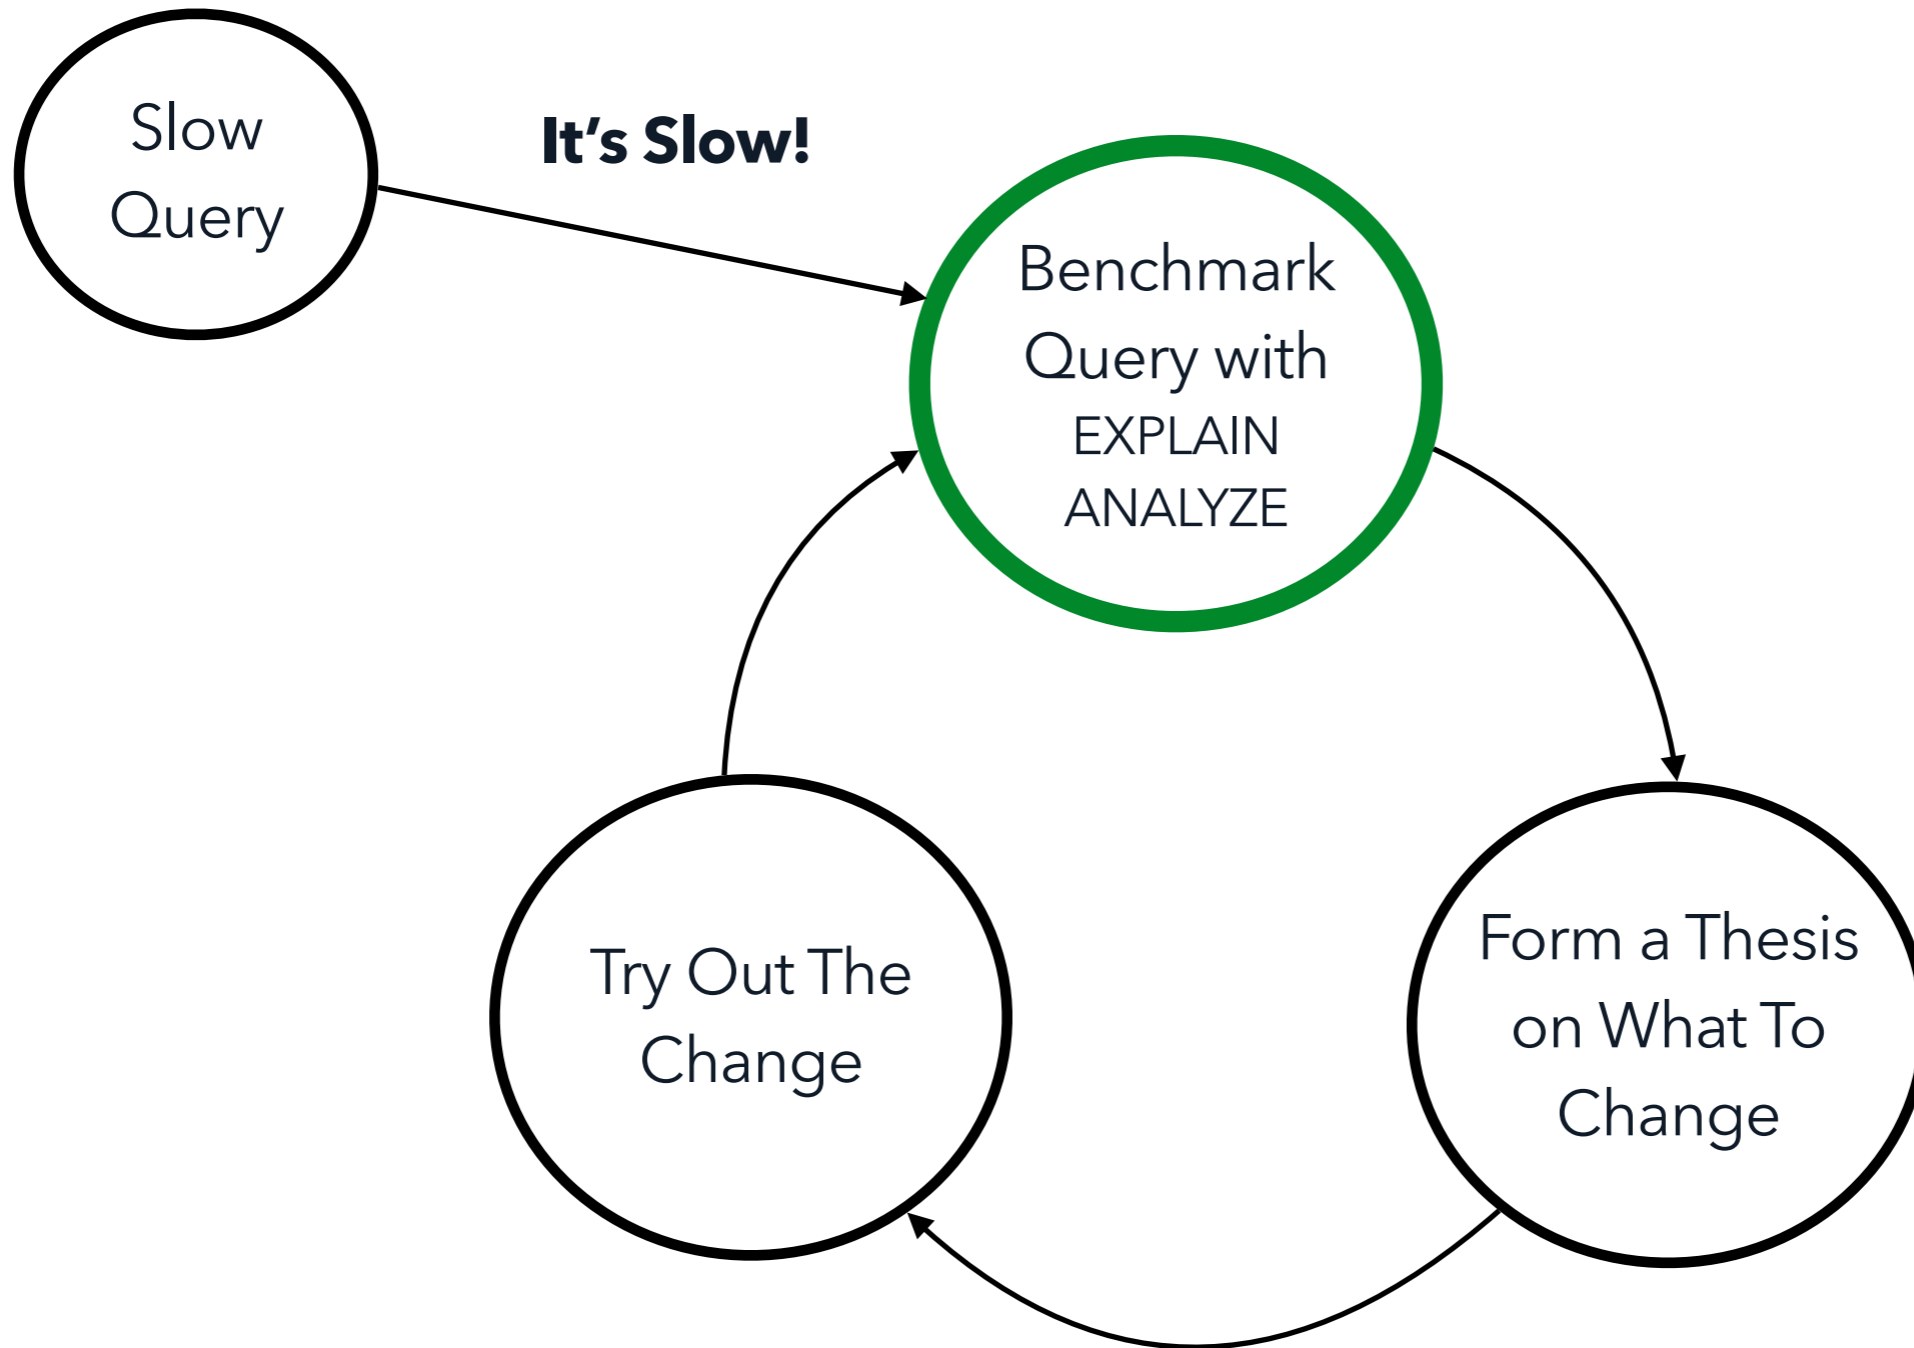 Slow
Query
It’s Slow!
Benchmark
Query with
EXPLAIN
ANALYZE
Form a Thesis
on What To
Change
Try Out The
Change